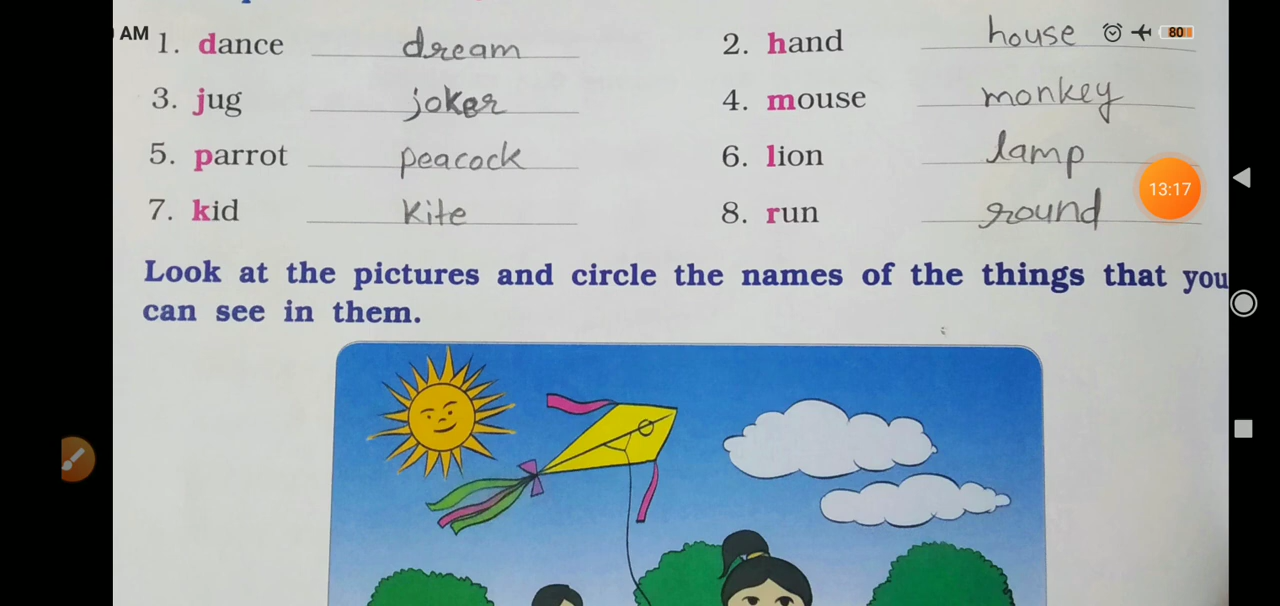 AM
80
1. dance dream 2. hand house
3. jug joker 4. mouse monkey
5. parrot peacock 6. lion lamp
13:17
7. kid kite 8. run round
Look at the pictures and circle the names of the things that you
can see in them.